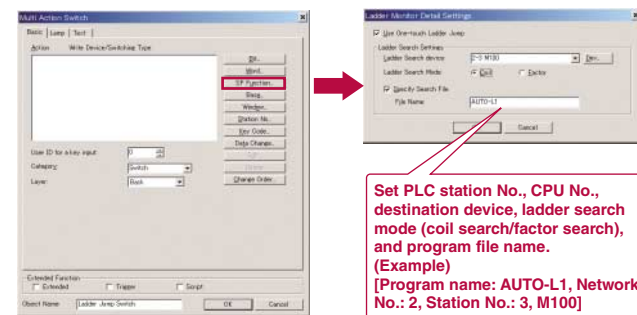 Multi Action Switch
Basic Lamp Text
Action Write Device/Switching Type
Bit..
Word..
S.P. Function..
Base..
Window..
Station No..
Key Code..
Data Change..
Change Order..
User ID for a key input: 0
Category: Switch
Layer: Back
Extended Function
Extended Trigger Script
Object Name: Ladder Jump Switch OK Cancel
Ladder Monitor Detail Settings
Use One-touch Ladder Jump
Ladder Search Settings
Ladder Search device 2-3 M100 Dev..
Ladder Search Mode: Coil Factor
Specify Search File
File Name AUTO-L1
Cancel
Set PLC station No., CPU No.,
destination device, ladder search
mode (coil search/factor search),
and program file name.
(Example)
[Program name: AUTO-L1, Network
No.: 2, Station No.: 3, M100]